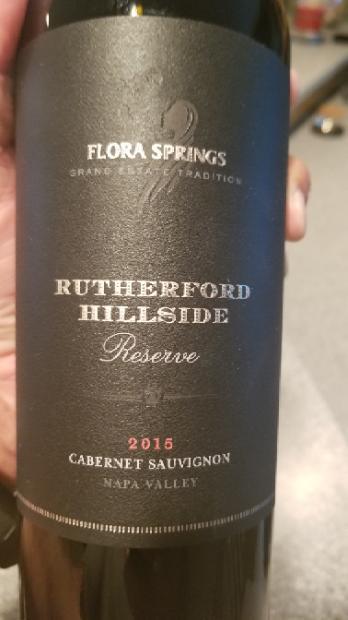 FLORA SPRINGS
GRAND ESTATE TRADITION
RUTHERFORD
HILLSIDE
Reserve
2015
CABERNET SAUVIGNON
NAPA VALLEY